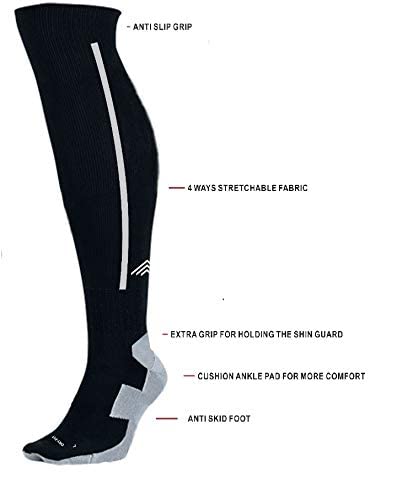 ANTI SLIP GRIP
4 WAYS STRETCHABLE FABRIC
EXTRA GRIP FOR HOLDING THE SHIN GUARD
CUSHION ANKLE PAD FOR MORE COMFORT
ANTI SKID FOOT